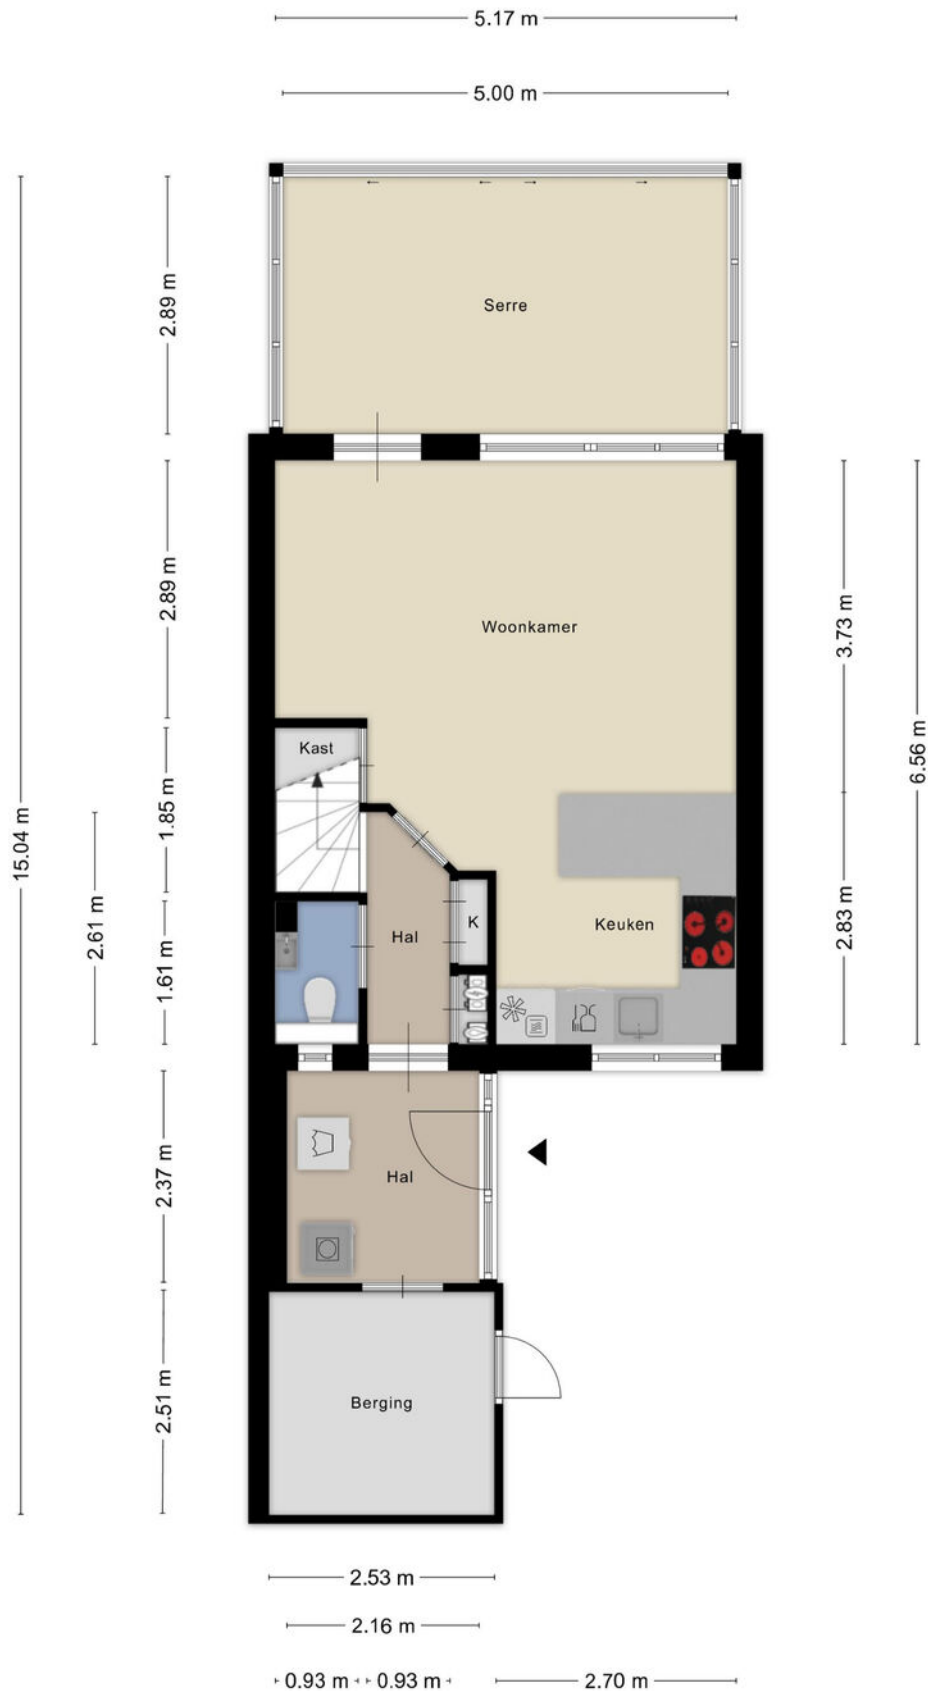 5.17 m
5.00 m
Serre
2.89 m
Woonkamer
2.89 m
3.73 m
6.56 m
Kast
1.85 m
15.04 m
2.61 m
Hal
K
Keuken
2.83 m
1.61 m
Hal
2.37 m
Berging
2.51 m
2.53 m
2.16 m
0.93 m
0.93 m
2.70 m